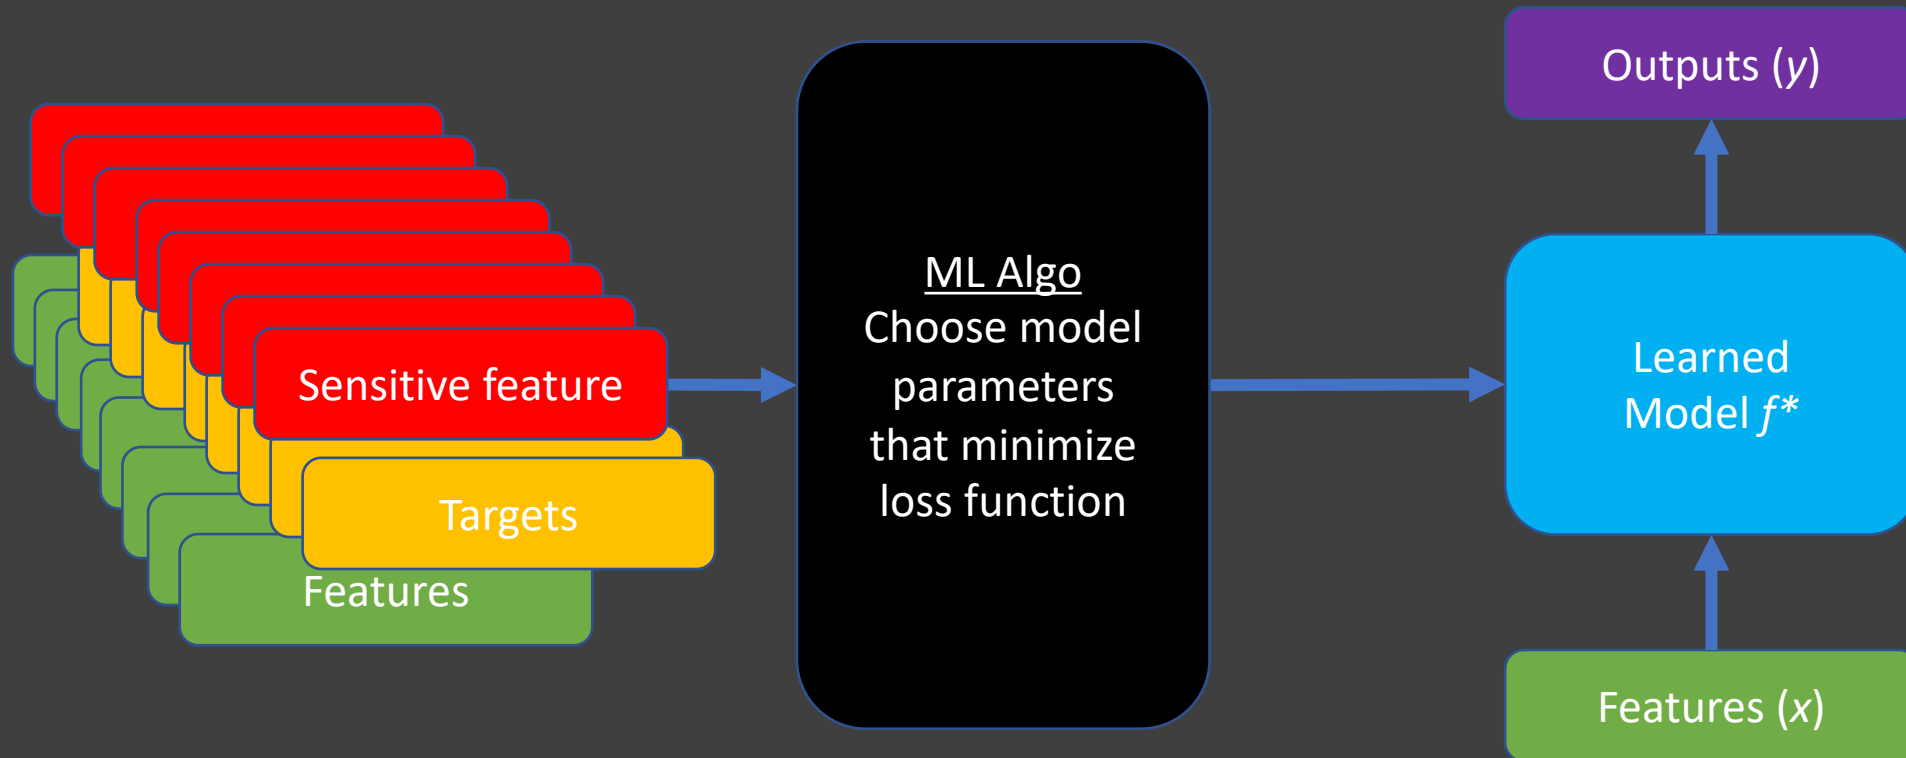 Sensitive feature
Targets
Features
ML Algo
Choose model
parameters
that minimize
loss function
Outputs (y)
Learned
Model f*
Features (x)